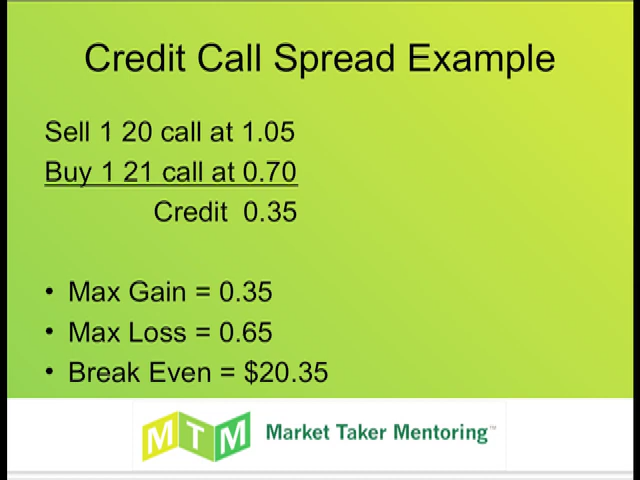 Credit Call Spread Example
Sell 1 20 call at 1.05
Buy 1 21 call at 0.70
Credit 0.35
• Max Gain = 0.35
• Max Loss = 0.65
• Break Even = $20.35
MTM Market Taker Mentoring™